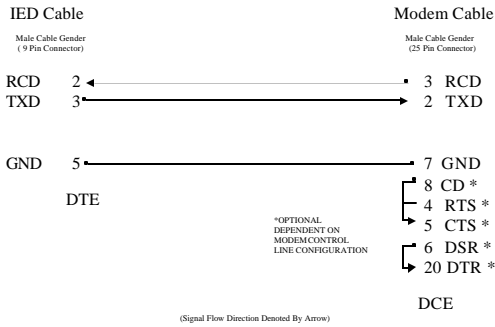 IED Cable Modem Cable
Male Cable Gender Male Cable Gender
( 9 Pin Connector) (25 Pin Connector)
RCD 2 3 RCD
TXD 3 2 TXD
GND 5 7 GND
8 CD *
DTE
4 RTS *
*OPTIONAL
5 CTS *
DEPENDENT ON
MODEM CONTROL
6 DSR *
LINE CONFIGURATION
20 DTR *
DCE
(Signal Flow Direction Denoted By Arrow)